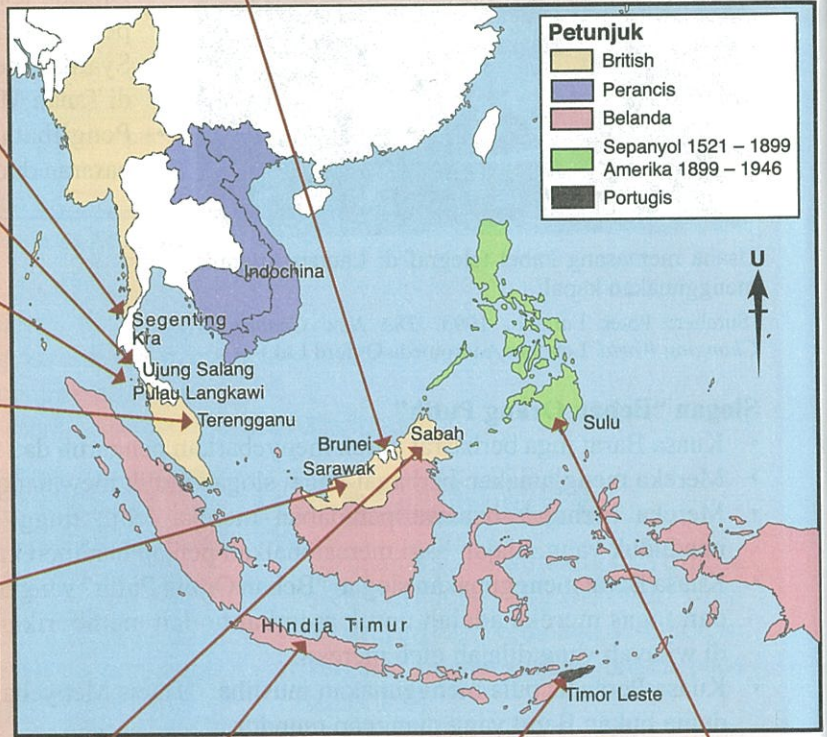 Petunjuk
British
Perancis
Belanda
Sepanyol 1521 – 1899
Amerika 1899 – 1946
Portugis
U
Indochina
Segenting
Kra
Ujung Salang
Pulau Langkawi
Terengganu
Brunei
Sabah
Sarawak
Sulu
Hindia Timur
Timor Leste